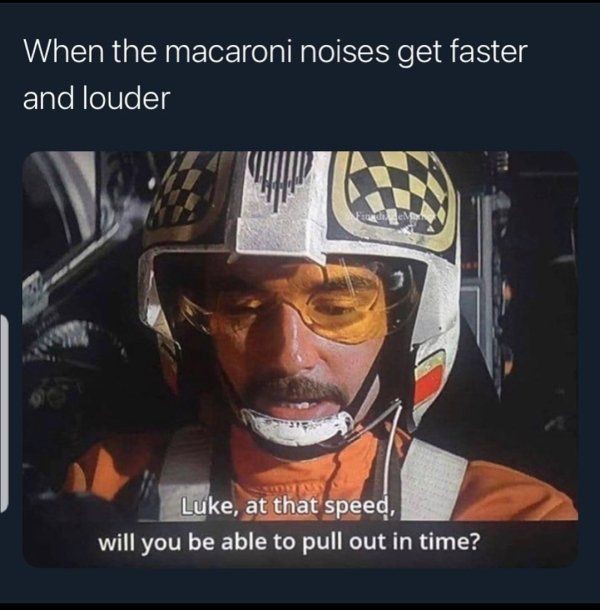 When the macaroni noises get faster
and louder
Luke, at that speed,
will you be able to pull out in time?